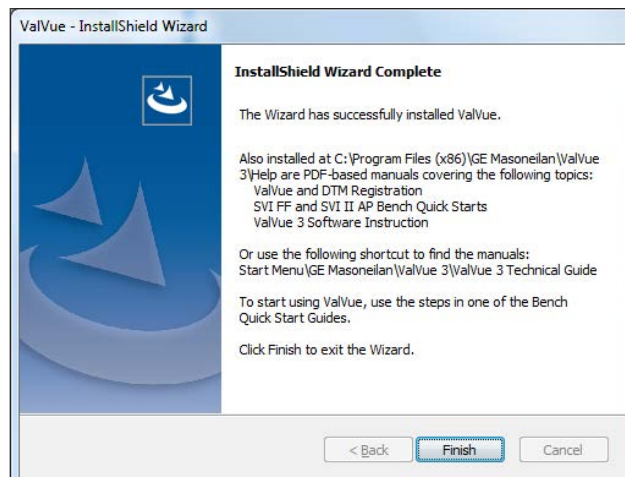 ValVue - InstallShield Wizard
InstallShield Wizard Complete
The Wizard has successfully installed ValVue.
Also installed at C:\Program Files (x86)\GE Masoneilan\ValVue
3\Help are PDF-based manuals covering the following topics:
ValVue and DTM Registration
SVI FF and SVI II AP Bench Quick Starts
ValVue 3 Software Instruction
Or use the following shortcut to find the manuals:
Start Menu\GE Masoneilan\ValVue 3\ValVue 3 Technical Guide
To start using ValVue, use the steps in one of the Bench
Quick Start Guides.
Click Finish to exit the Wizard.
< Back
Finish
Cancel